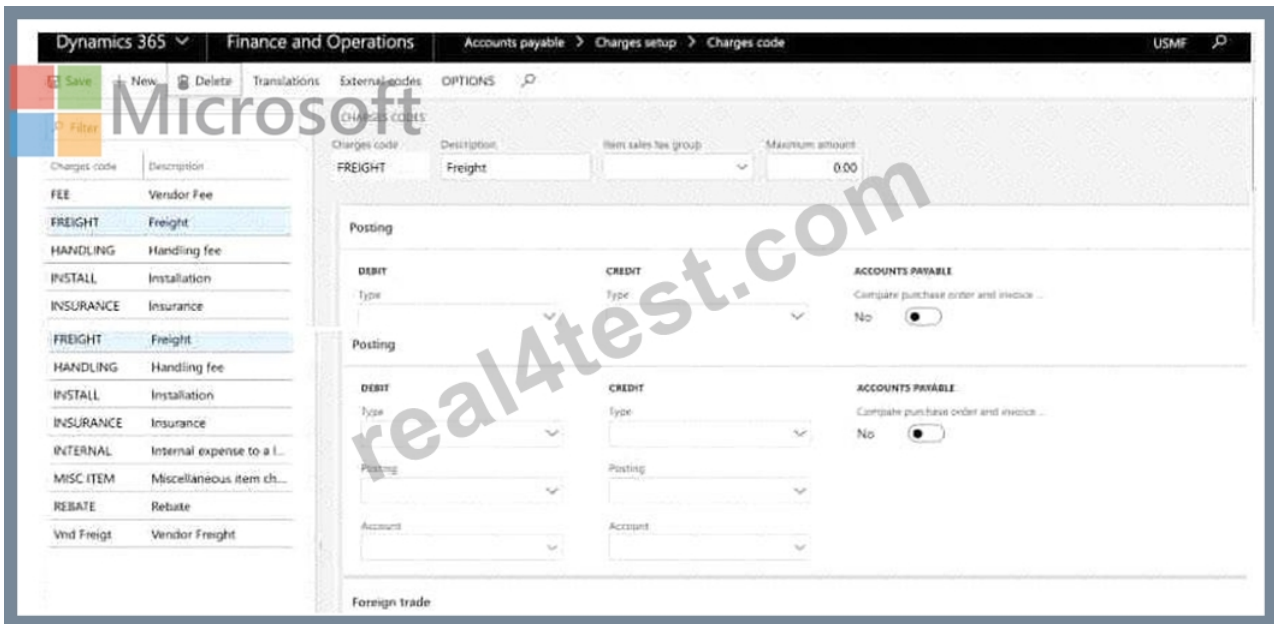 Dynamics 365 Finance and Operations Accounts payable > Charges setup > Charges code USMF
Save + New Delete Translations External codes OPTIONS
Microsoft
Filter
CHARGES CODES
Charges code Description Item sales tax group Maximum amount
FREIGHT Freight 0.00
Charges code Description
FEE Vendor Fee
FREIGHT Freight
HANDLING Handling fee
INSTALL Installation
INSURANCE Insurance
Posting
DEBIT CREDIT ACCOUNTS PAYABLE
Type Type Compare purchase order and invoice ...
No
FREIGHT Freight
HANDLING Handling fee
INSTALL Installation
INSURANCE Insurance
INTERNAL Internal expense to a l...
MISC ITEM Miscellaneous item ch...
REBATE Rebate
Vnd Freigt Vendor Freight
Posting
DEBIT CREDIT ACCOUNTS PAYABLE
Type Type Compare purchase order and invoice ...
No
Posting Posting
Account Account
Foreign trade
real4test.com